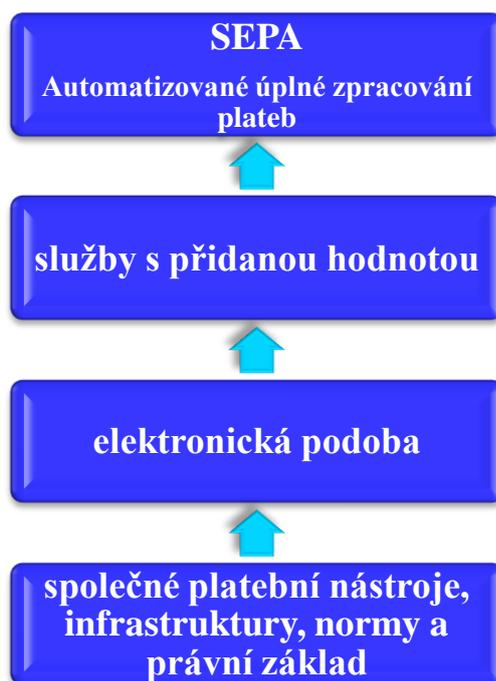 SEPA
Automatizované úplné zpracování
plateb
služby s přidanou hodnotou
elektronická podoba
společné platební nástroje,
infrastruktury, normy a
právní základ